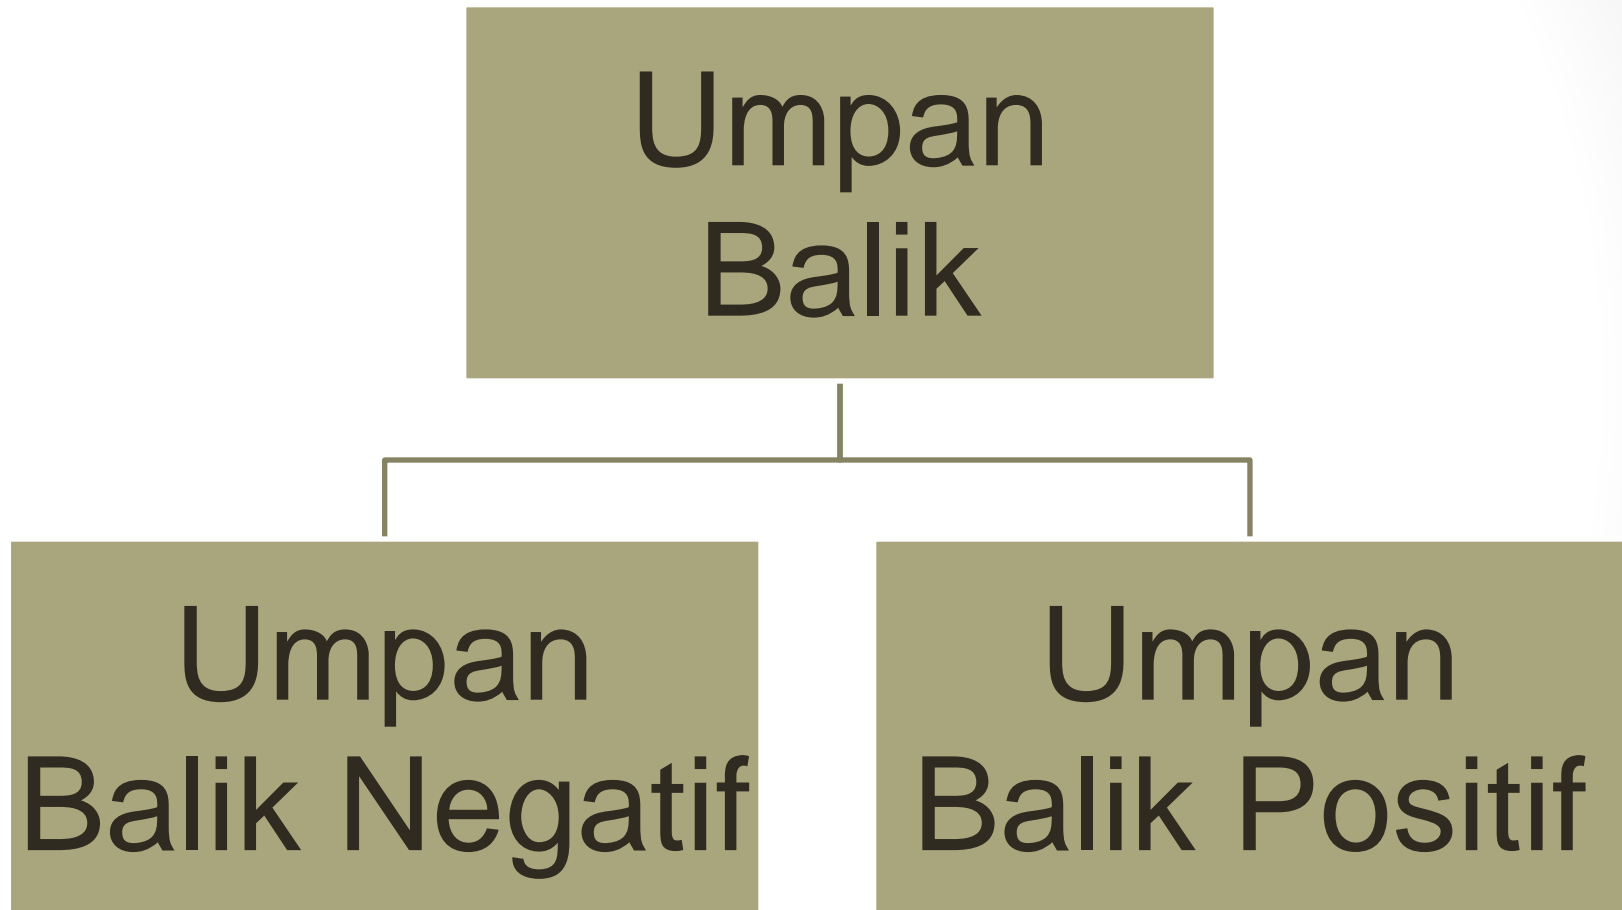 Umpan
Balik
Umpan
Balik Negatif
Umpan
Balik Positif